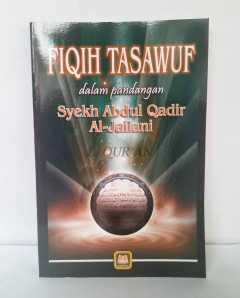 FIQIH TASAWUF
dalam pandangan
Syekh Abdul Qadir
Al-Jailani